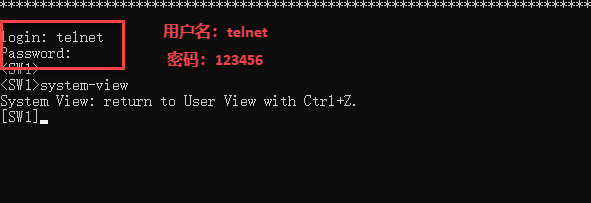 *******************************************************************************
login: telnet
用户名：telnet
Password:
密码：123456
<SW1>
<SW1>system-view
System View: return to User View with Ctrl+Z.
[SW1]